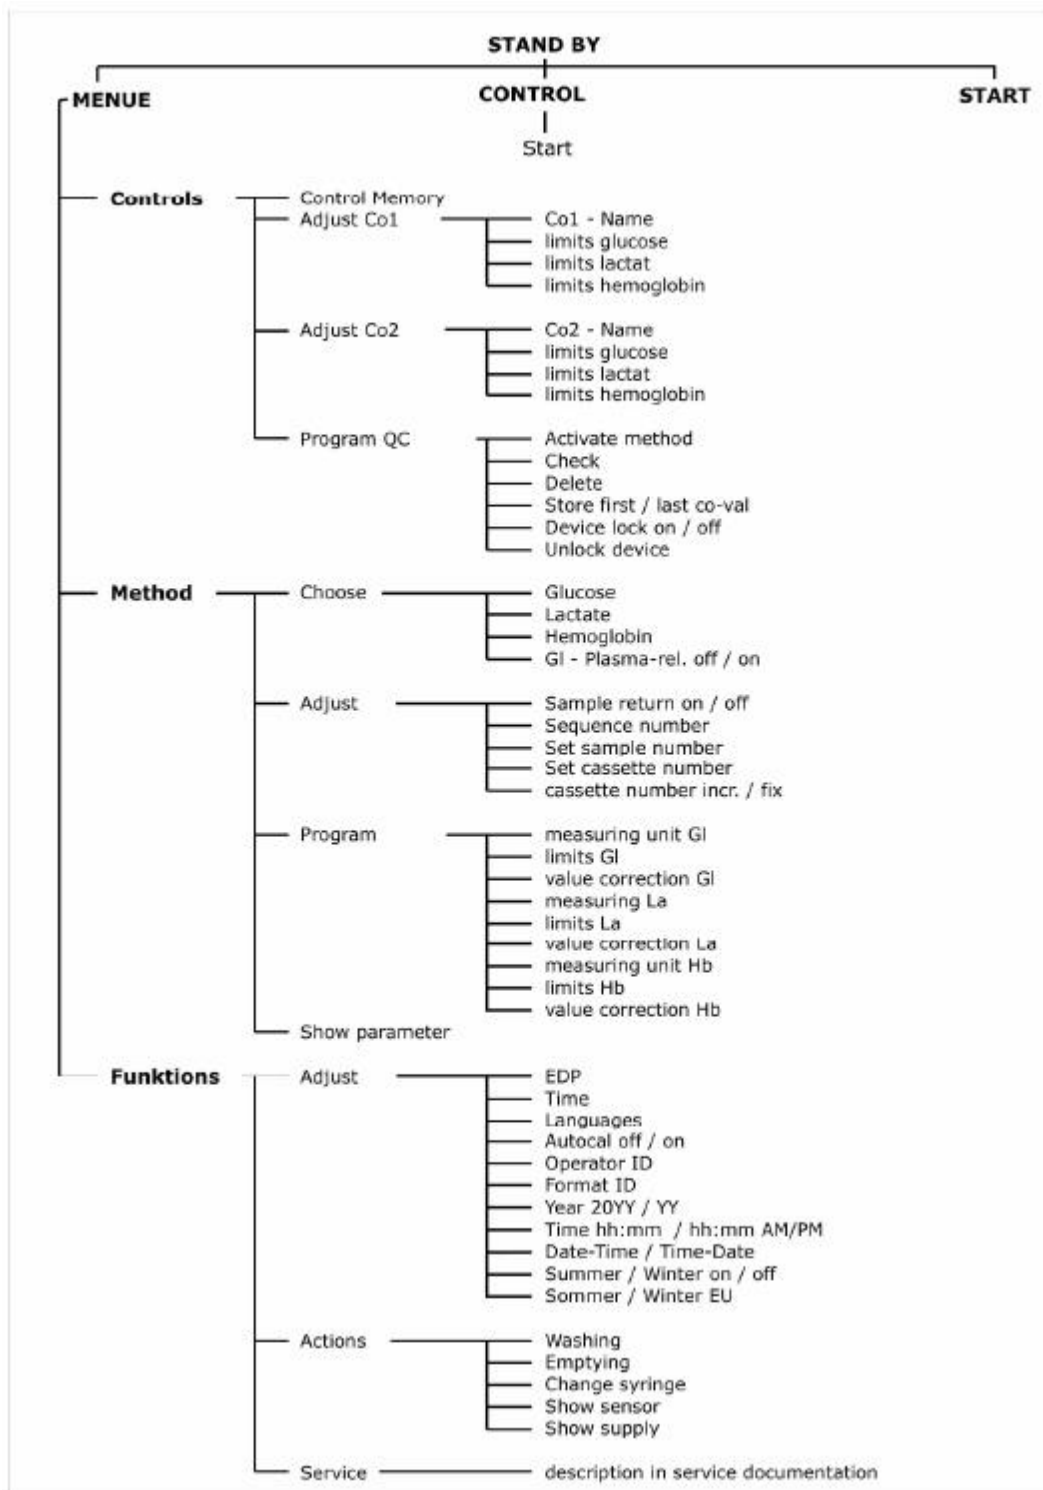 STAND BY
MENUE CONTROL START
Start
Controls Control Memory
Adjust Co1 Co1 - Name
limits glucose
limits lactat
limits hemoglobin
Adjust Co2 Co2 - Name
limits glucose
limits lactat
limits hemoglobin
Program QC Activate method
Check
Delete
Store first / last co-val
Device lock on / off
Unlock device
Method Choose Glucose
Lactate
Hemoglobin
Gl - Plasma-rel. off / on
Adjust Sample return on / off
Sequence number
Set sample number
Set cassette number
cassette number incr. / fix
Program measuring unit Gl
limits Gl
value correction Gl
measuring La
limits La
value correction La
measuring unit Hb
limits Hb
value correction Hb
Show parameter
Funktions Adjust EDP
Time
Languages
Autocal off / on
Operator ID
Format ID
Year 20YY / YY
Time hh:mm / hh:mm AM/PM
Date-Time / Time-Date
Summer / Winter on / off
Sommer / Winter EU
Actions Washing
Emptying
Change syringe
Show sensor
Show supply
Service description in service documentation